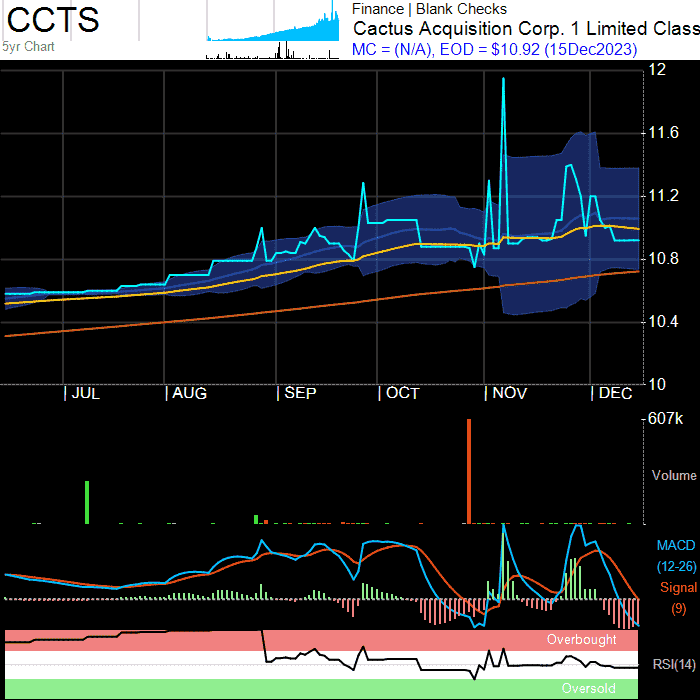 CCTS
5yr Chart
Finance | Blank Checks
Cactus Acquisition Corp. 1 Limited Class
MC = (N/A), EOD = $10.92 (15Dec2023)
12
11.6
11.2
10.8
10.4
10
JUL
AUG
SEP
OCT
NOV
DEC
607k
Volume
MACD
(12-26)
Signal
(9)
Overbought
RSI(14)
Oversold